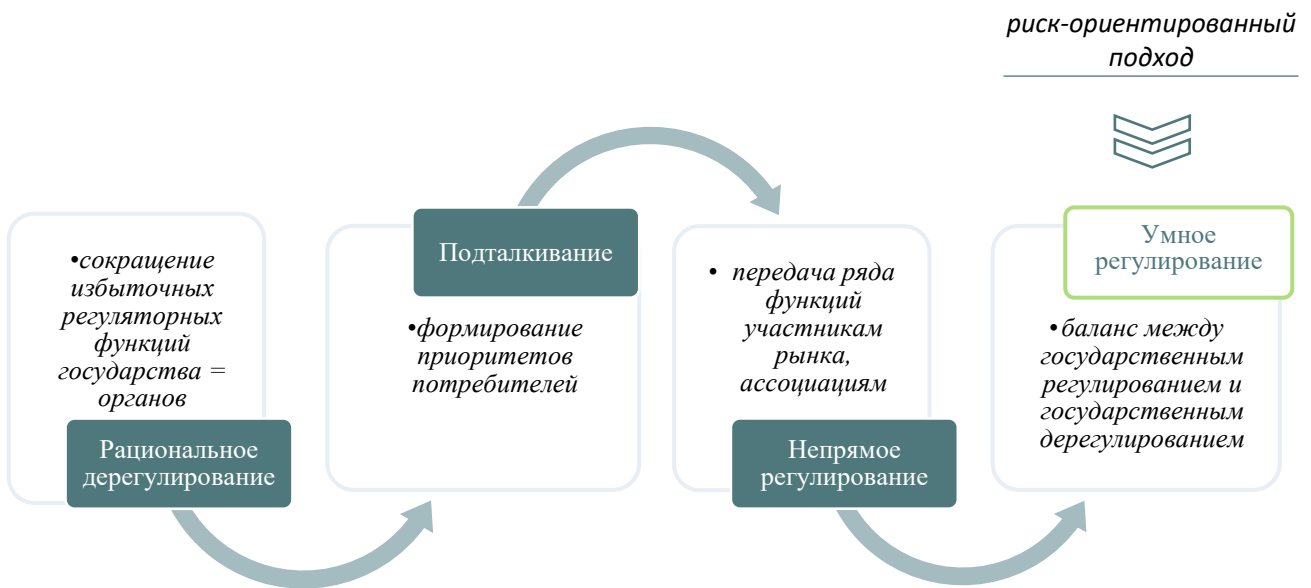 риск-ориентированный
подход
•сокращение
избыточных
регуляторных
функций
государства =
органов
Рациональное
дерегулирование
Подталкивание
•формирование
приоритетов
потребителей
• передача ряда
функций
участникам
рынка,
ассоциациям
Непрямое
регулирование
Умное
регулирование
•баланс между
государственным
регулированием и
государственным
дерегулированием